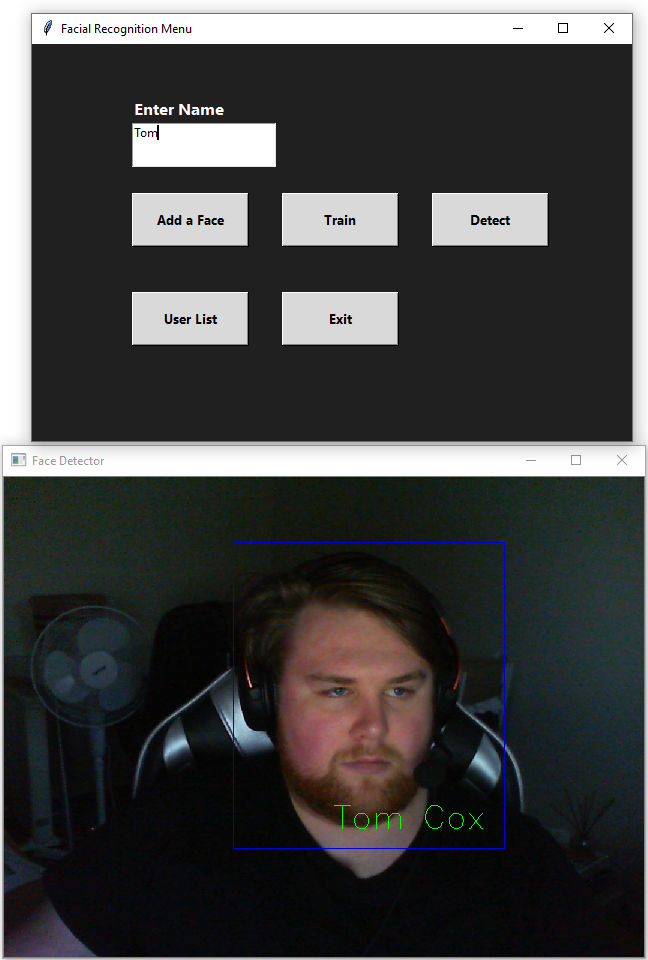 Facial Recognition Menu
Enter Name
Tom
Add a Face Train Detect
User List Exit
Face Detector
Tom Cox